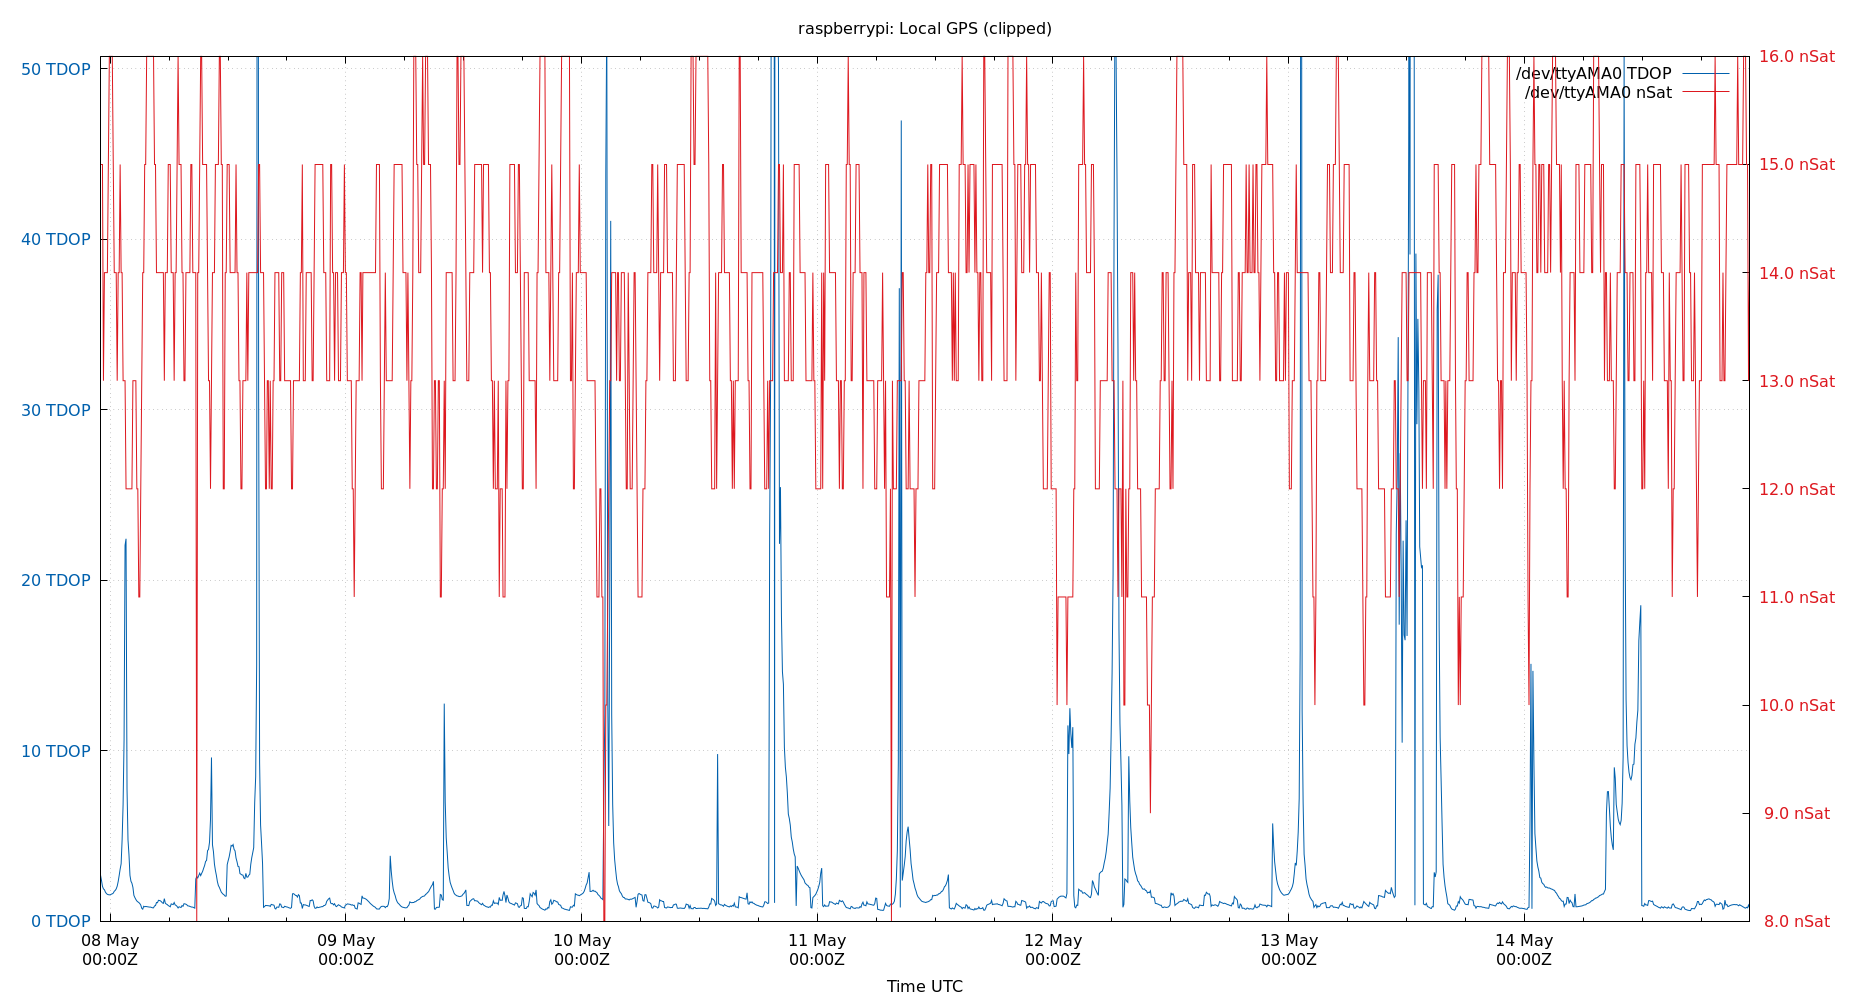 raspberrypi: Local GPS (clipped)
50 TDOP
40 TDOP
30 TDOP
20 TDOP
10 TDOP
0 TDOP
16.0 nSat
15.0 nSat
14.0 nSat
13.0 nSat
12.0 nSat
11.0 nSat
10.0 nSat
9.0 nSat
8.0 nSat
/dev/ttyAMA0 TDOP
/dev/ttyAMA0 nSat
08 May
00:00Z
09 May
00:00Z
10 May
00:00Z
11 May
00:00Z
12 May
00:00Z
13 May
00:00Z
14 May
00:00Z
Time UTC